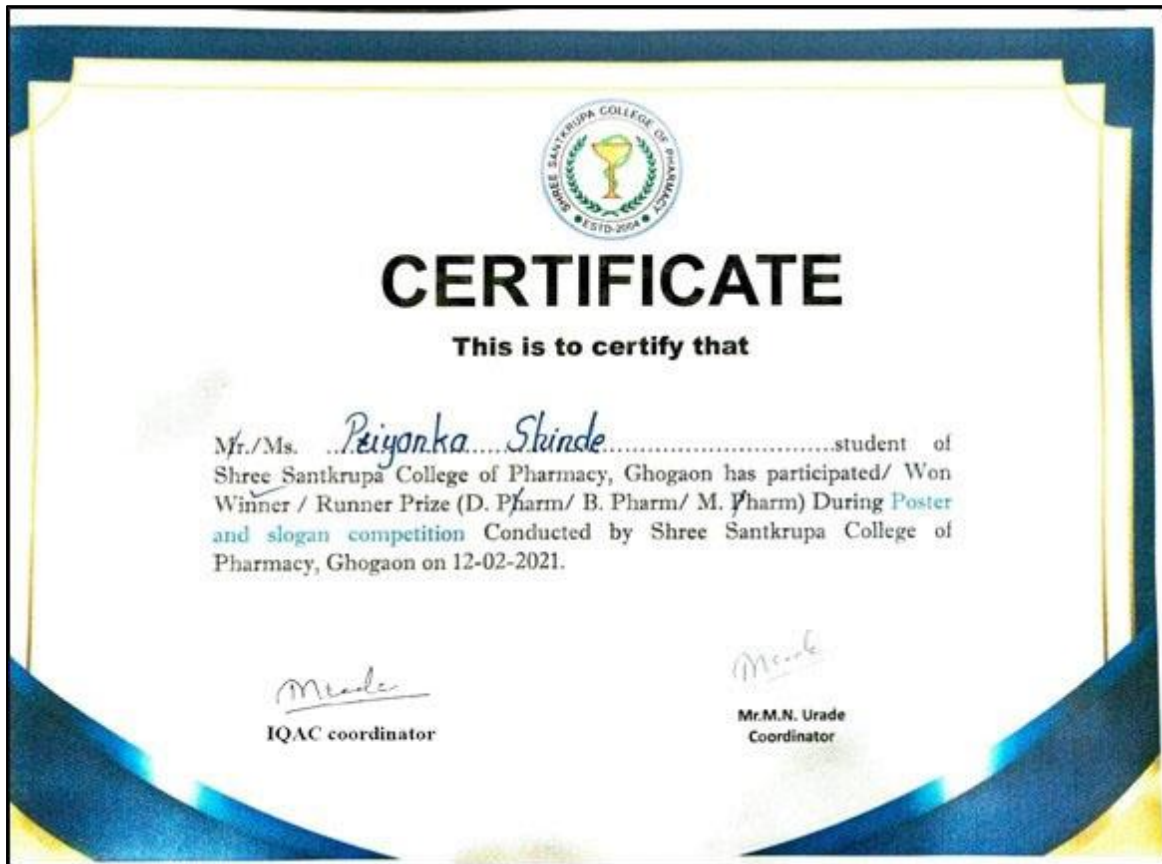 SHREE SANTKRUPA COLLEGE OF PHARMACY
ESTD-2004
CERTIFICATE
This is to certify that
Mr./Ms. ...Priyanka.....Shinde....................................student of
Shree Santkrupa College of Pharmacy, Ghogaon has participated/ Won
Winner / Runner Prize (D. Pharm/ B. Pharm/ M. Pharm) During Poster
and slogan competition Conducted by Shree Santkrupa College of
Pharmacy, Ghogaon on 12-02-2021.
IQAC coordinator
Mr.M.N. Urade
Coordinator